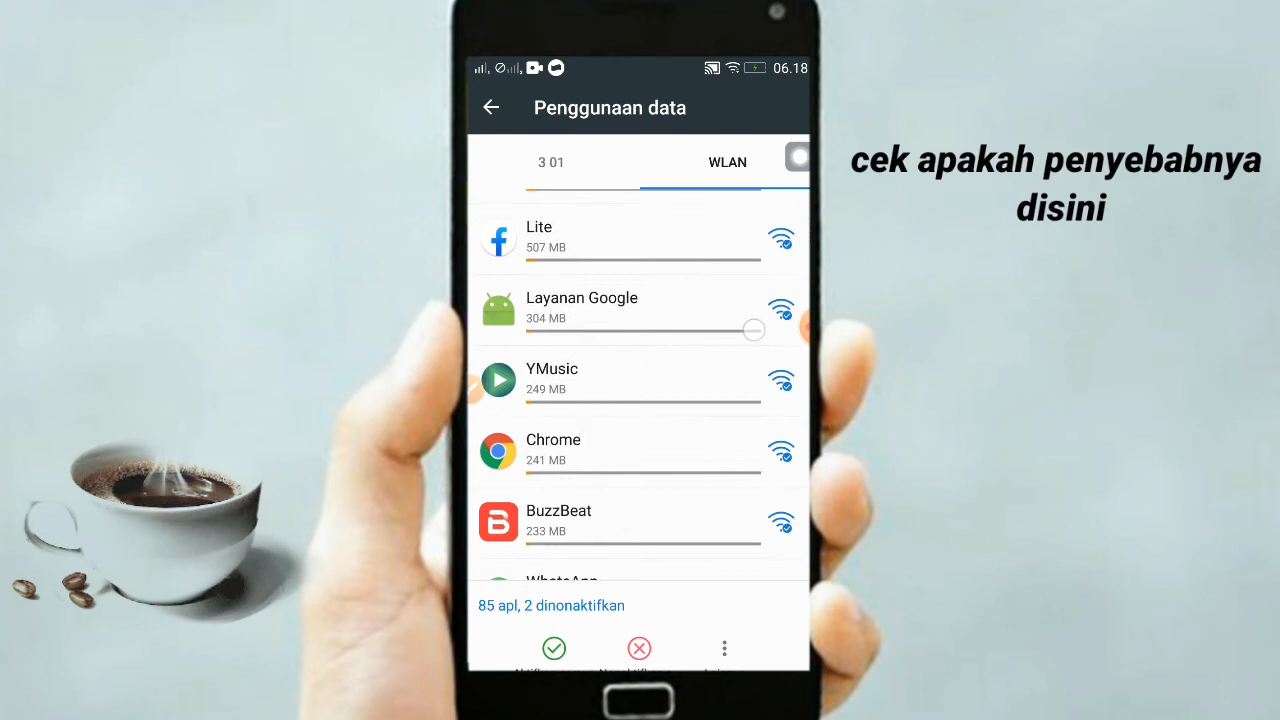 06.18
Penggunaan data
3 01
WLAN
cek apakah penyebabnya
disini
Lite
507 MB
Layanan Google
304 MB
YMusic
249 MB
Chrome
241 MB
BuzzBeat
233 MB
WhatsApp
85 apl, 2 dinonaktifkan